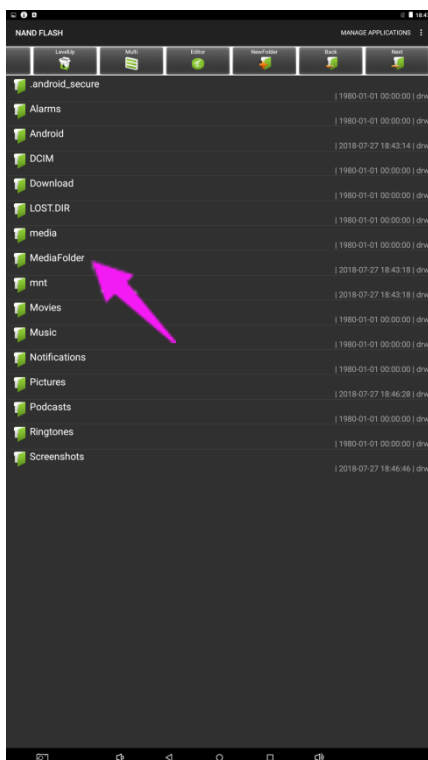 18:47
NAND FLASH
MANAGE APPLICATIONS
LevelUp
Multi
Editor
NewFolder
Back
Next
.android_secure
| 1980-01-01 00:00:00 | drw
Alarms
| 1980-01-01 00:00:00 | drw
Android
| 2018-07-27 18:43:14 | drw
DCIM
| 1980-01-01 00:00:00 | drw
Download
| 1980-01-01 00:00:00 | drw
LOST.DIR
| 1980-01-01 00:00:00 | drw
media
| 1980-01-01 00:00:00 | drw
MediaFolder
| 2018-07-27 18:43:18 | drw
mnt
| 2018-07-27 18:43:18 | drw
Movies
| 1980-01-01 00:00:00 | drw
Music
| 1980-01-01 00:00:00 | drw
Notifications
| 1980-01-01 00:00:00 | drw
Pictures
| 2018-07-27 18:46:28 | drw
Podcasts
| 1980-01-01 00:00:00 | drw
Ringtones
| 1980-01-01 00:00:00 | drw
Screenshots
| 2018-07-27 18:46:46 | drw